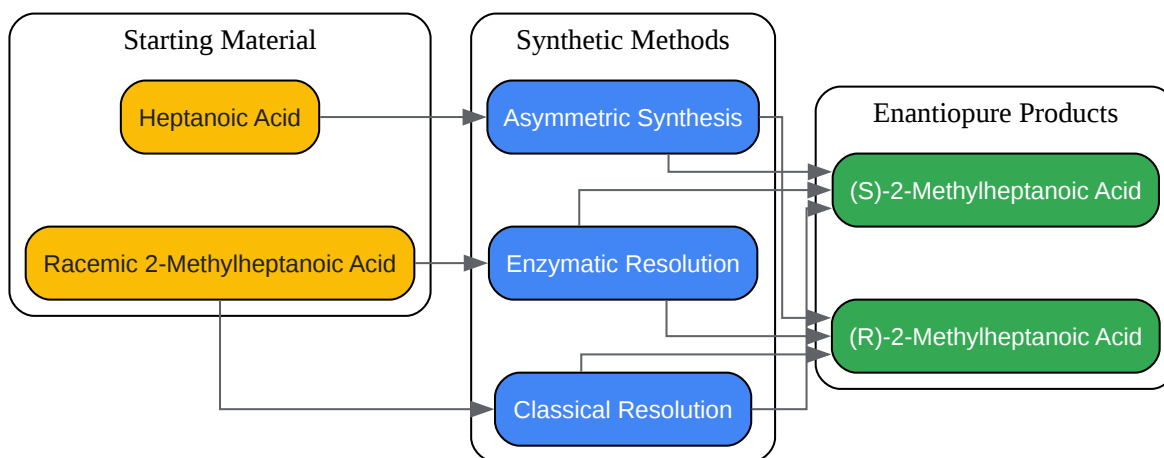 Starting Material
Heptanoic Acid
Racemic 2-Methylheptanoic Acid
Synthetic Methods
Asymmetric Synthesis
Enzymatic Resolution
Classical Resolution
Enantiopure Products
(S)-2-Methylheptanoic Acid
(R)-2-Methylheptanoic Acid